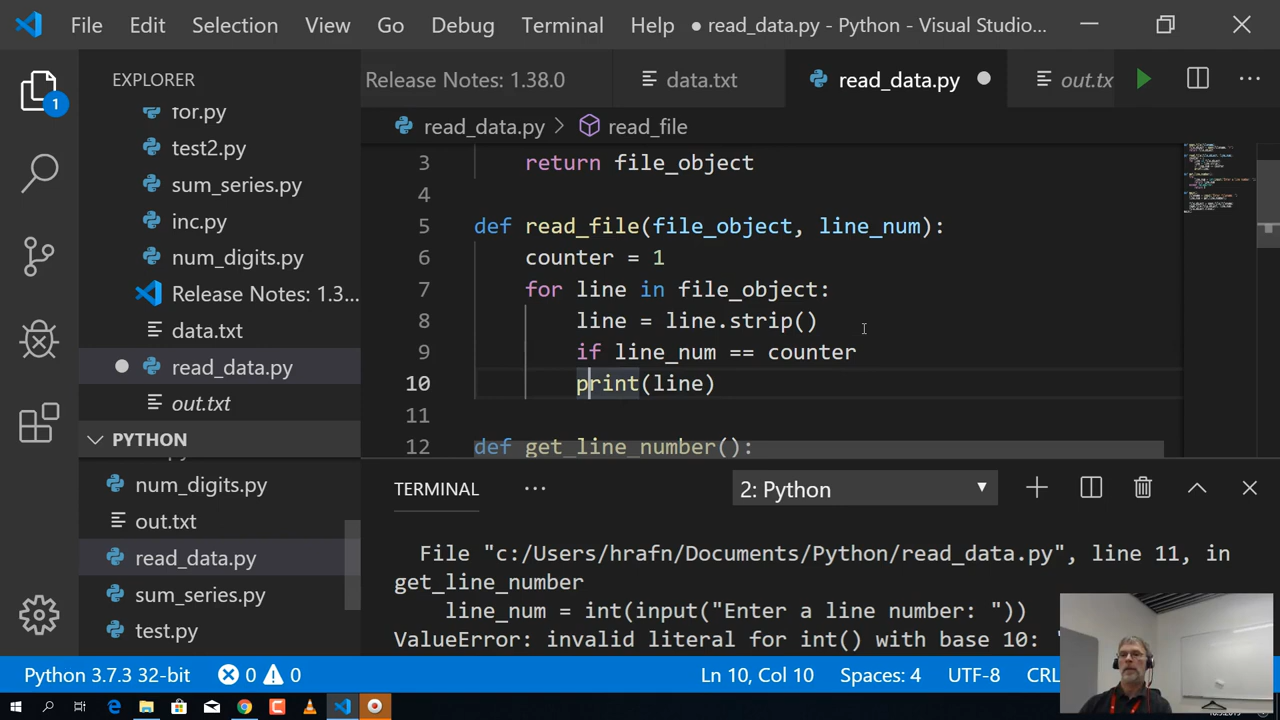 File Edit Selection View Go Debug Terminal Help ● read_data.py - Python - Visual Studio...
EXPLORER
Release Notes: 1.38.0 data.txt read_data.py out.tx
1
for.py
test2.py
sum_series.py
inc.py
num_digits.py
Release Notes: 1.3...
data.txt
read_data.py
out.txt
PYTHON
num_digits.py
out.txt
read_data.py
sum_series.py
test.py
read_data.py > read_file
3 return file_object
4
5 def read_file(file_object, line_num):
6 counter = 1
7 for line in file_object:
8 line = line.strip()
9 if line_num == counter
10 print(line)
11
12 def get_line_number():
TERMINAL ... 2: Python
File "c:/Users/hrafn/Documents/Python/read_data.py", line 11, in
get_line_number
line_num = int(input("Enter a line number: "))
ValueError: invalid literal for int() with base 10: '
Python 3.7.3 32-bit 0 0 Ln 10, Col 10 Spaces: 4 UTF-8 CRL